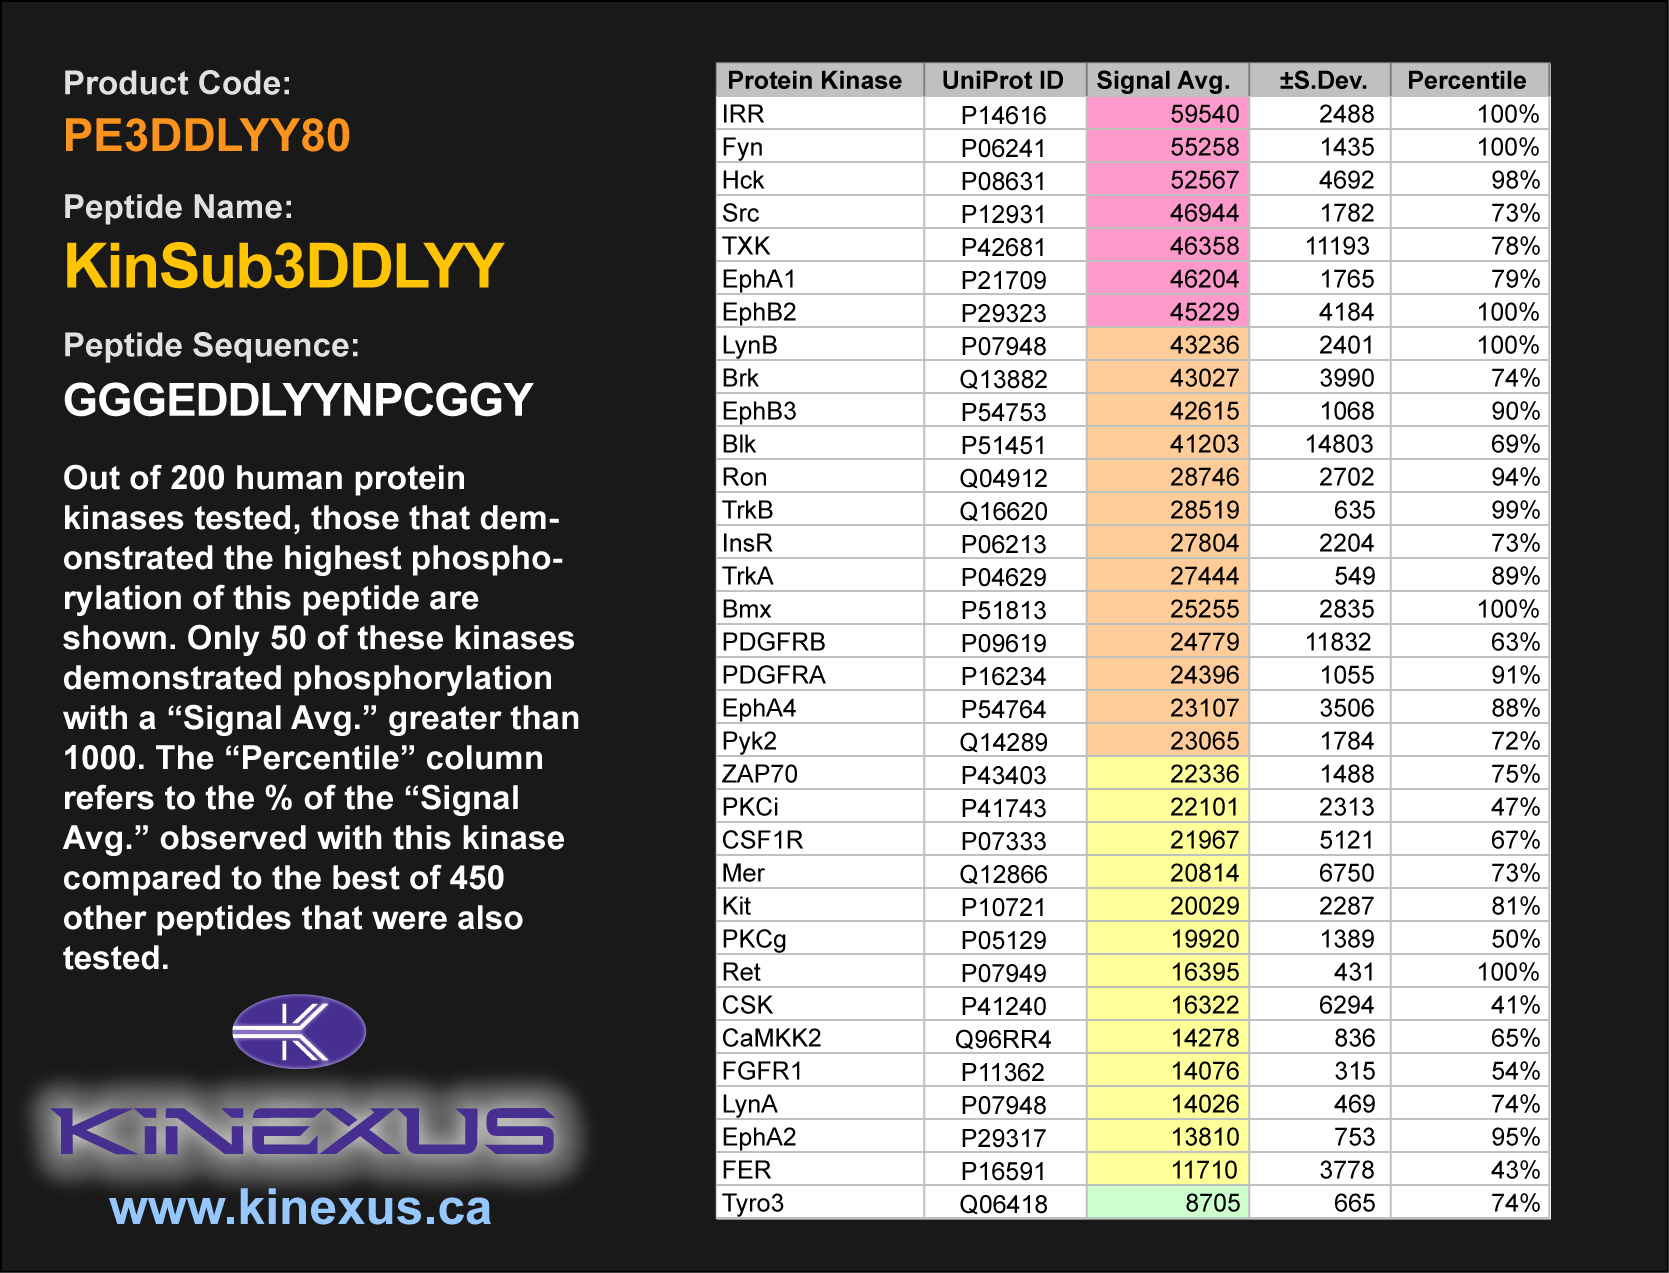 Product Code:
PE3DDLYY80
Peptide Name:
KinSub3DDLYY
Peptide Sequence:
GGGEDDLYYNPCGGY
Out of 200 human protein
kinases tested, those that dem-
onstrated the highest phospho-
rylation of this peptide are
shown. Only 50 of these kinases
demonstrated phosphorylation
with a “Signal Avg.” greater than
1000. The “Percentile” column
refers to the % of the “Signal
Avg.” observed with this kinase
compared to the best of 450
other peptides that were also
tested.
KINEXUS
www.kinexus.ca
Protein Kinase UniProt ID Signal Avg. ±S.Dev. Percentile
IRR P14616 59540 2488 100%
Fyn P06241 55258 1435 100%
Hck P08631 52567 4692 98%
Src P12931 46944 1782 73%
TXK P42681 46358 11193 78%
EphA1 P21709 46204 1765 79%
EphB2 P29323 45229 4184 100%
LynB P07948 43236 2401 100%
Brk Q13882 43027 3990 74%
EphB3 P54753 42615 1068 90%
Blk P51451 41203 14803 69%
Ron Q04912 28746 2702 94%
TrkB Q16620 28519 635 99%
InsR P06213 27804 2204 73%
TrkA P04629 27444 549 89%
Bmx P51813 25255 2835 100%
PDGFRB P09619 24779 11832 63%
PDGFRA P16234 24396 1055 91%
EphA4 P54764 23107 3506 88%
Pyk2 Q14289 23065 1784 72%
ZAP70 P43403 22336 1488 75%
PKCi P41743 22101 2313 47%
CSF1R P07333 21967 5121 67%
Mer Q12866 20814 6750 73%
Kit P10721 20029 2287 81%
PKCg P05129 19920 1389 50%
Ret P07949 16395 431 100%
CSK P41240 16322 6294 41%
CaMKK2 Q96RR4 14278 836 65%
FGFR1 P11362 14076 315 54%
LynA P07948 14026 469 74%
EphA2 P29317 13810 753 95%
FER P16591 11710 3778 43%
Tyro3 Q06418 8705 665 74%